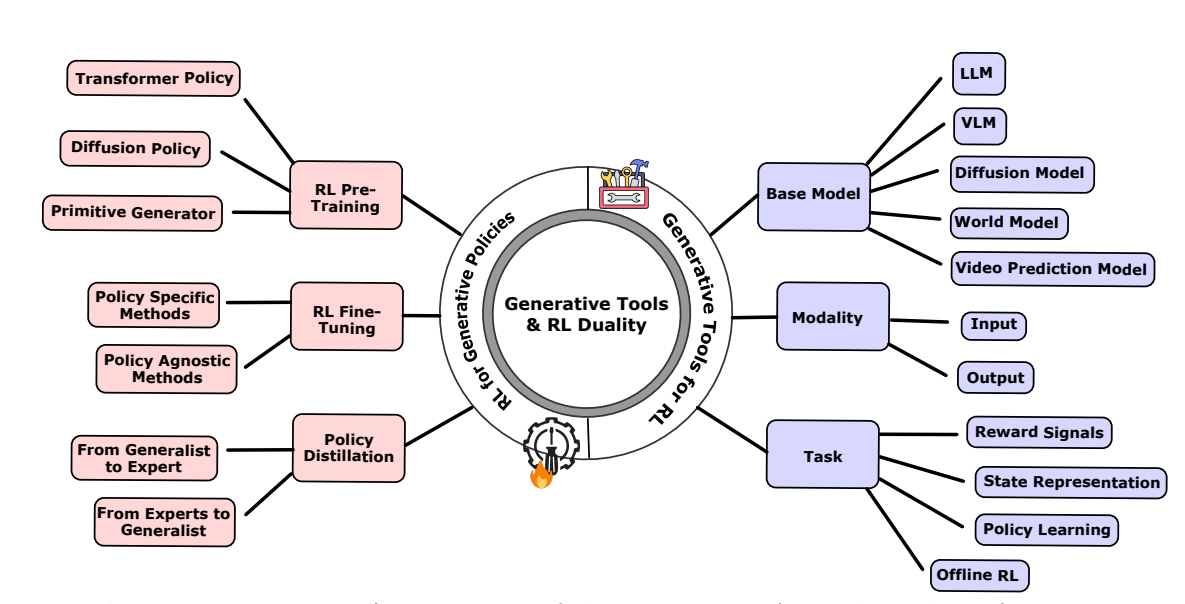 Transformer Policy
Diffusion Policy
Primitive Generator
RL Pre-
Training
Policy Specific
Methods
Policy Agnostic
Methods
RL Fine-
Tuning
From Generalist
to Expert
From Experts to
Generalist
Policy
Distillation
RL for Generative Policies
Generative Tools
& RL Duality
Generative Tools for RL
Base Model
LLM
VLM
Diffusion Model
World Model
Video Prediction Model
Modality
Input
Output
Task
Reward Signals
State Representation
Policy Learning
Offline RL